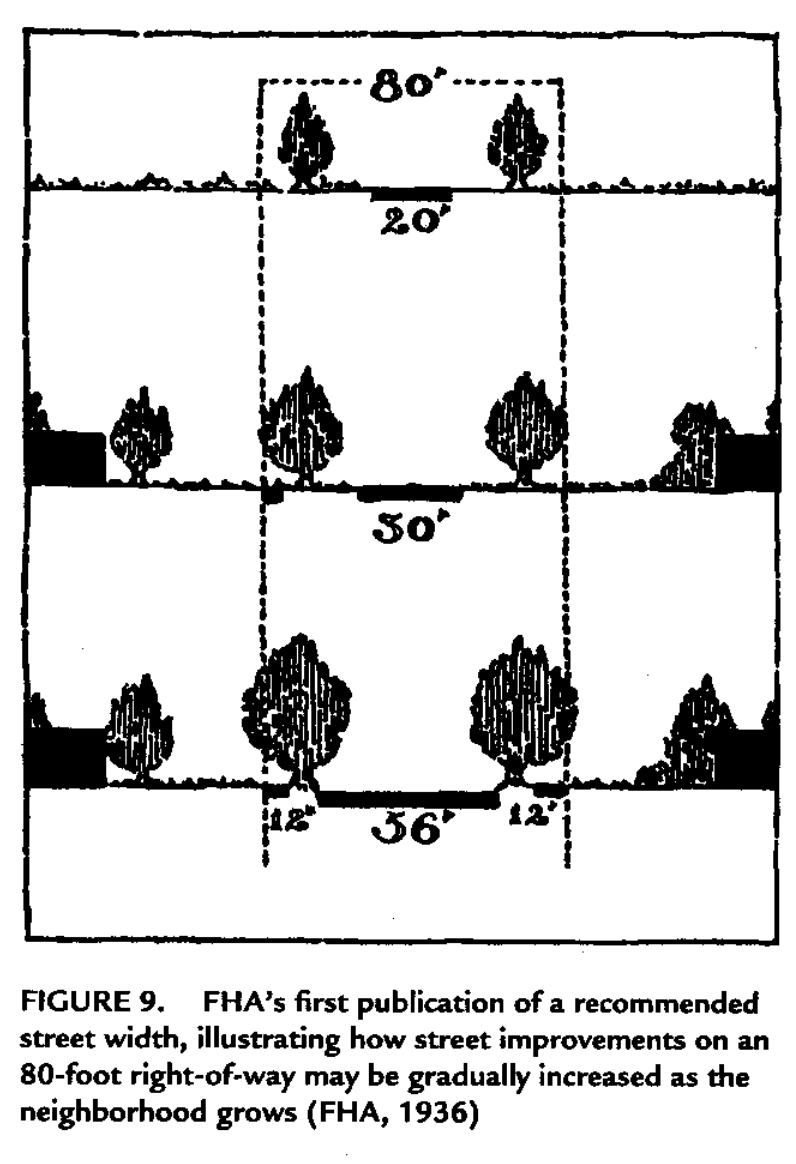 80'
20'
30'
12' 56' 12'
FIGURE 9. FHA's first publication of a recommended
street width, illustrating how street improvements on an
80-foot right-of-way may be gradually increased as the
neighborhood grows (FHA, 1936)